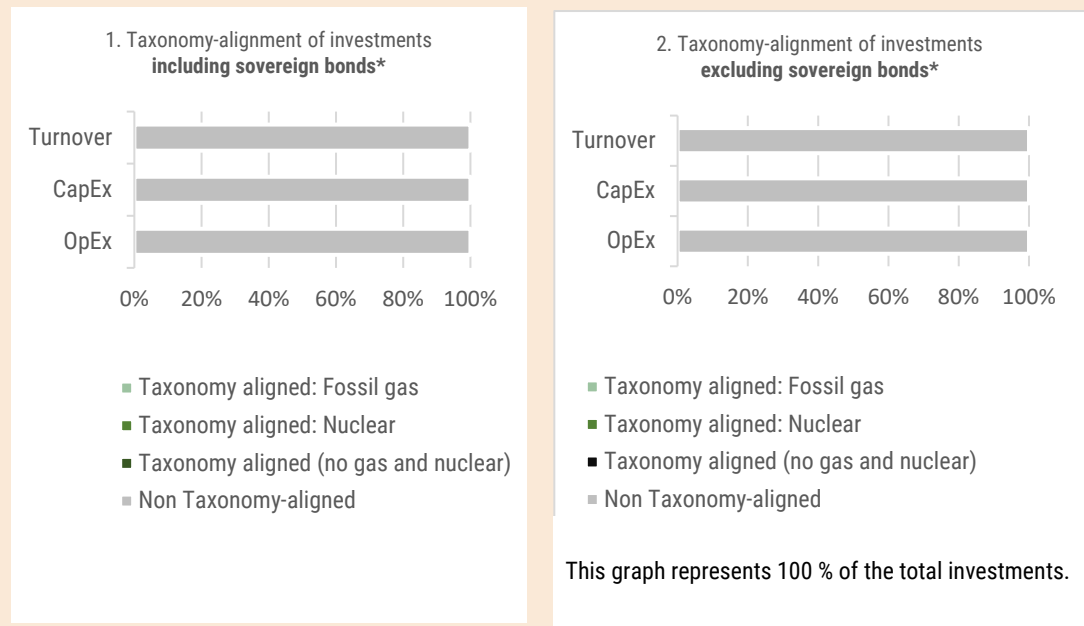 1. Taxonomy-alignment of investments
including sovereign bonds*
Turnover
CapEx
OpEx
0% 20% 40% 60% 80% 100%
Taxonomy aligned: Fossil gas
Taxonomy aligned: Nuclear
Taxonomy aligned (no gas and nuclear)
Non Taxonomy-aligned
2. Taxonomy-alignment of investments
excluding sovereign bonds*
Turnover
CapEx
OpEx
0% 20% 40% 60% 80% 100%
Taxonomy aligned: Fossil gas
Taxonomy aligned: Nuclear
Taxonomy aligned (no gas and nuclear)
Non Taxonomy-aligned
This graph represents 100 % of the total investments.